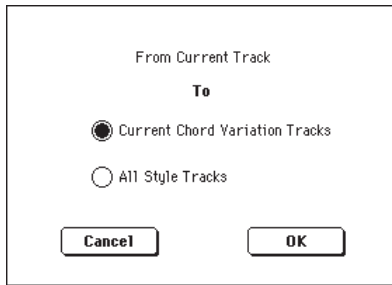 From Current Track
To
Current Chord Variation Tracks
All Style Tracks
Cancel OK